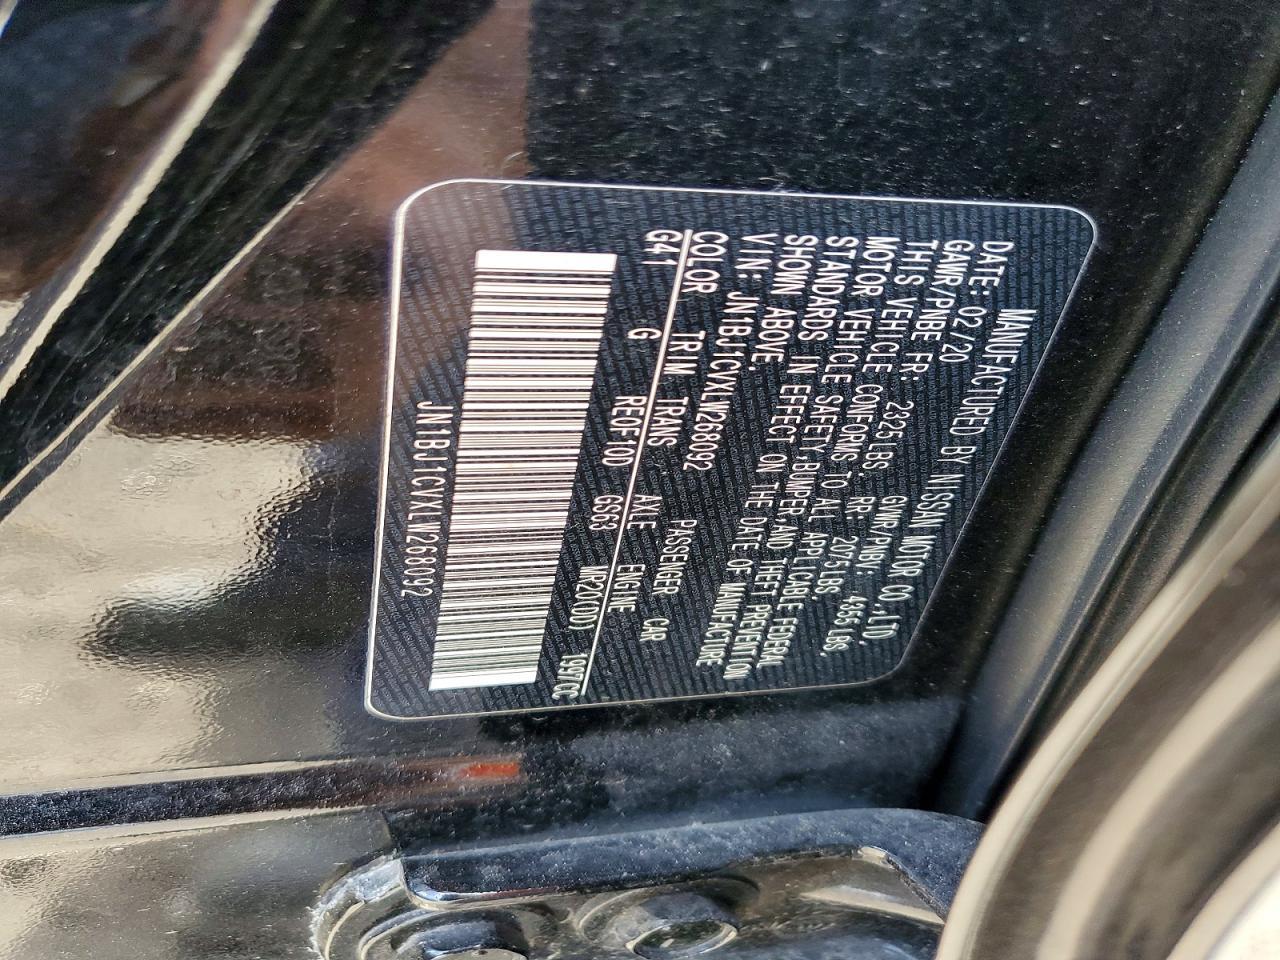 MANUFACTURED BY NISSAN MOTOR CO.,LTD.
DATE: 02/20 GVWR/PNBV: 4355 LBS.
GAWR/PNBE FR: 2325 LBS. RR: 2075 LBS.
THIS VEHICLE CONFORMS TO ALL APPLICABLE FEDERAL
MOTOR VEHICLE SAFETY, BUMPER, AND THEFT PREVENTION
STANDARDS IN EFFECT ON THE DATE OF MANUFACTURE
SHOWN ABOVE.
VIN: JN1BJ1CVXLW268092 PASSENGER CAR
COLOR TRIM TRANS AXLE ENGINE
G41 G RE0F10D GS63 MR20(DD) 1997CC
JN1BJ1CVXLW268092